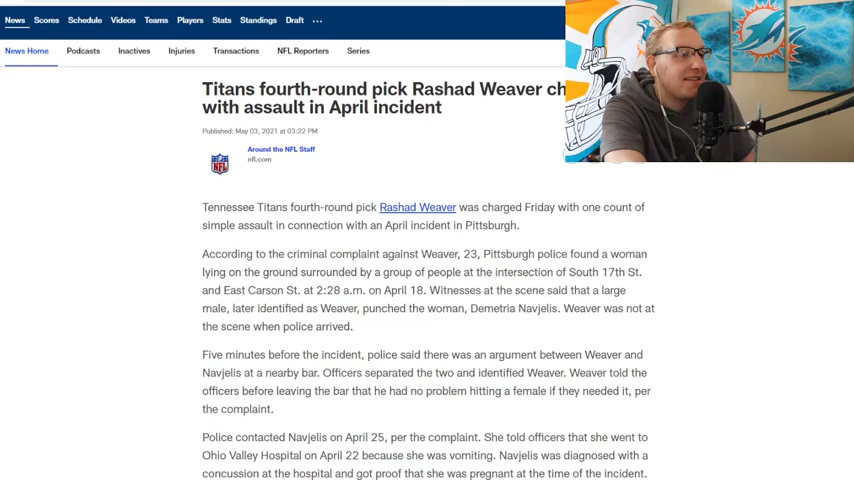 News Scores Schedule Videos Teams Players Stats Standings Draft ...
News Home Podcasts Inactives Injuries Transactions NFL Reporters Series
Titans fourth-round pick Rashad Weaver
with assault in April incident
Published: May 03, 2021 at 03:22 PM
Around the NFL Staff
nfl.com
NFL
Tennessee Titans fourth-round pick Rashad Weaver was charged Friday with one count of
simple assault in connection with an April incident in Pittsburgh.
According to the criminal complaint against Weaver, 23, Pittsburgh police found a woman
lying on the ground surrounded by a group of people at the intersection of South 17th St.
and East Carson St. at 2:28 a.m. on April 18. Witnesses at the scene said that a large
male, later identified as Weaver, punched the woman, Demetria Navjelis. Weaver was not at
the scene when police arrived.
Five minutes before the incident, police said there was an argument between Weaver and
Navjelis at a nearby bar. Officers separated the two and identified Weaver. Weaver told the
officers before leaving the bar that he had no problem hitting a female if they needed it, per
the complaint.
Police contacted Navjelis on April 25, per the complaint. She told officers that she went to
Ohio Valley Hospital on April 22 because she was vomiting. Navjelis was diagnosed with a
concussion at the hospital and got proof that she was pregnant at the time of the incident.